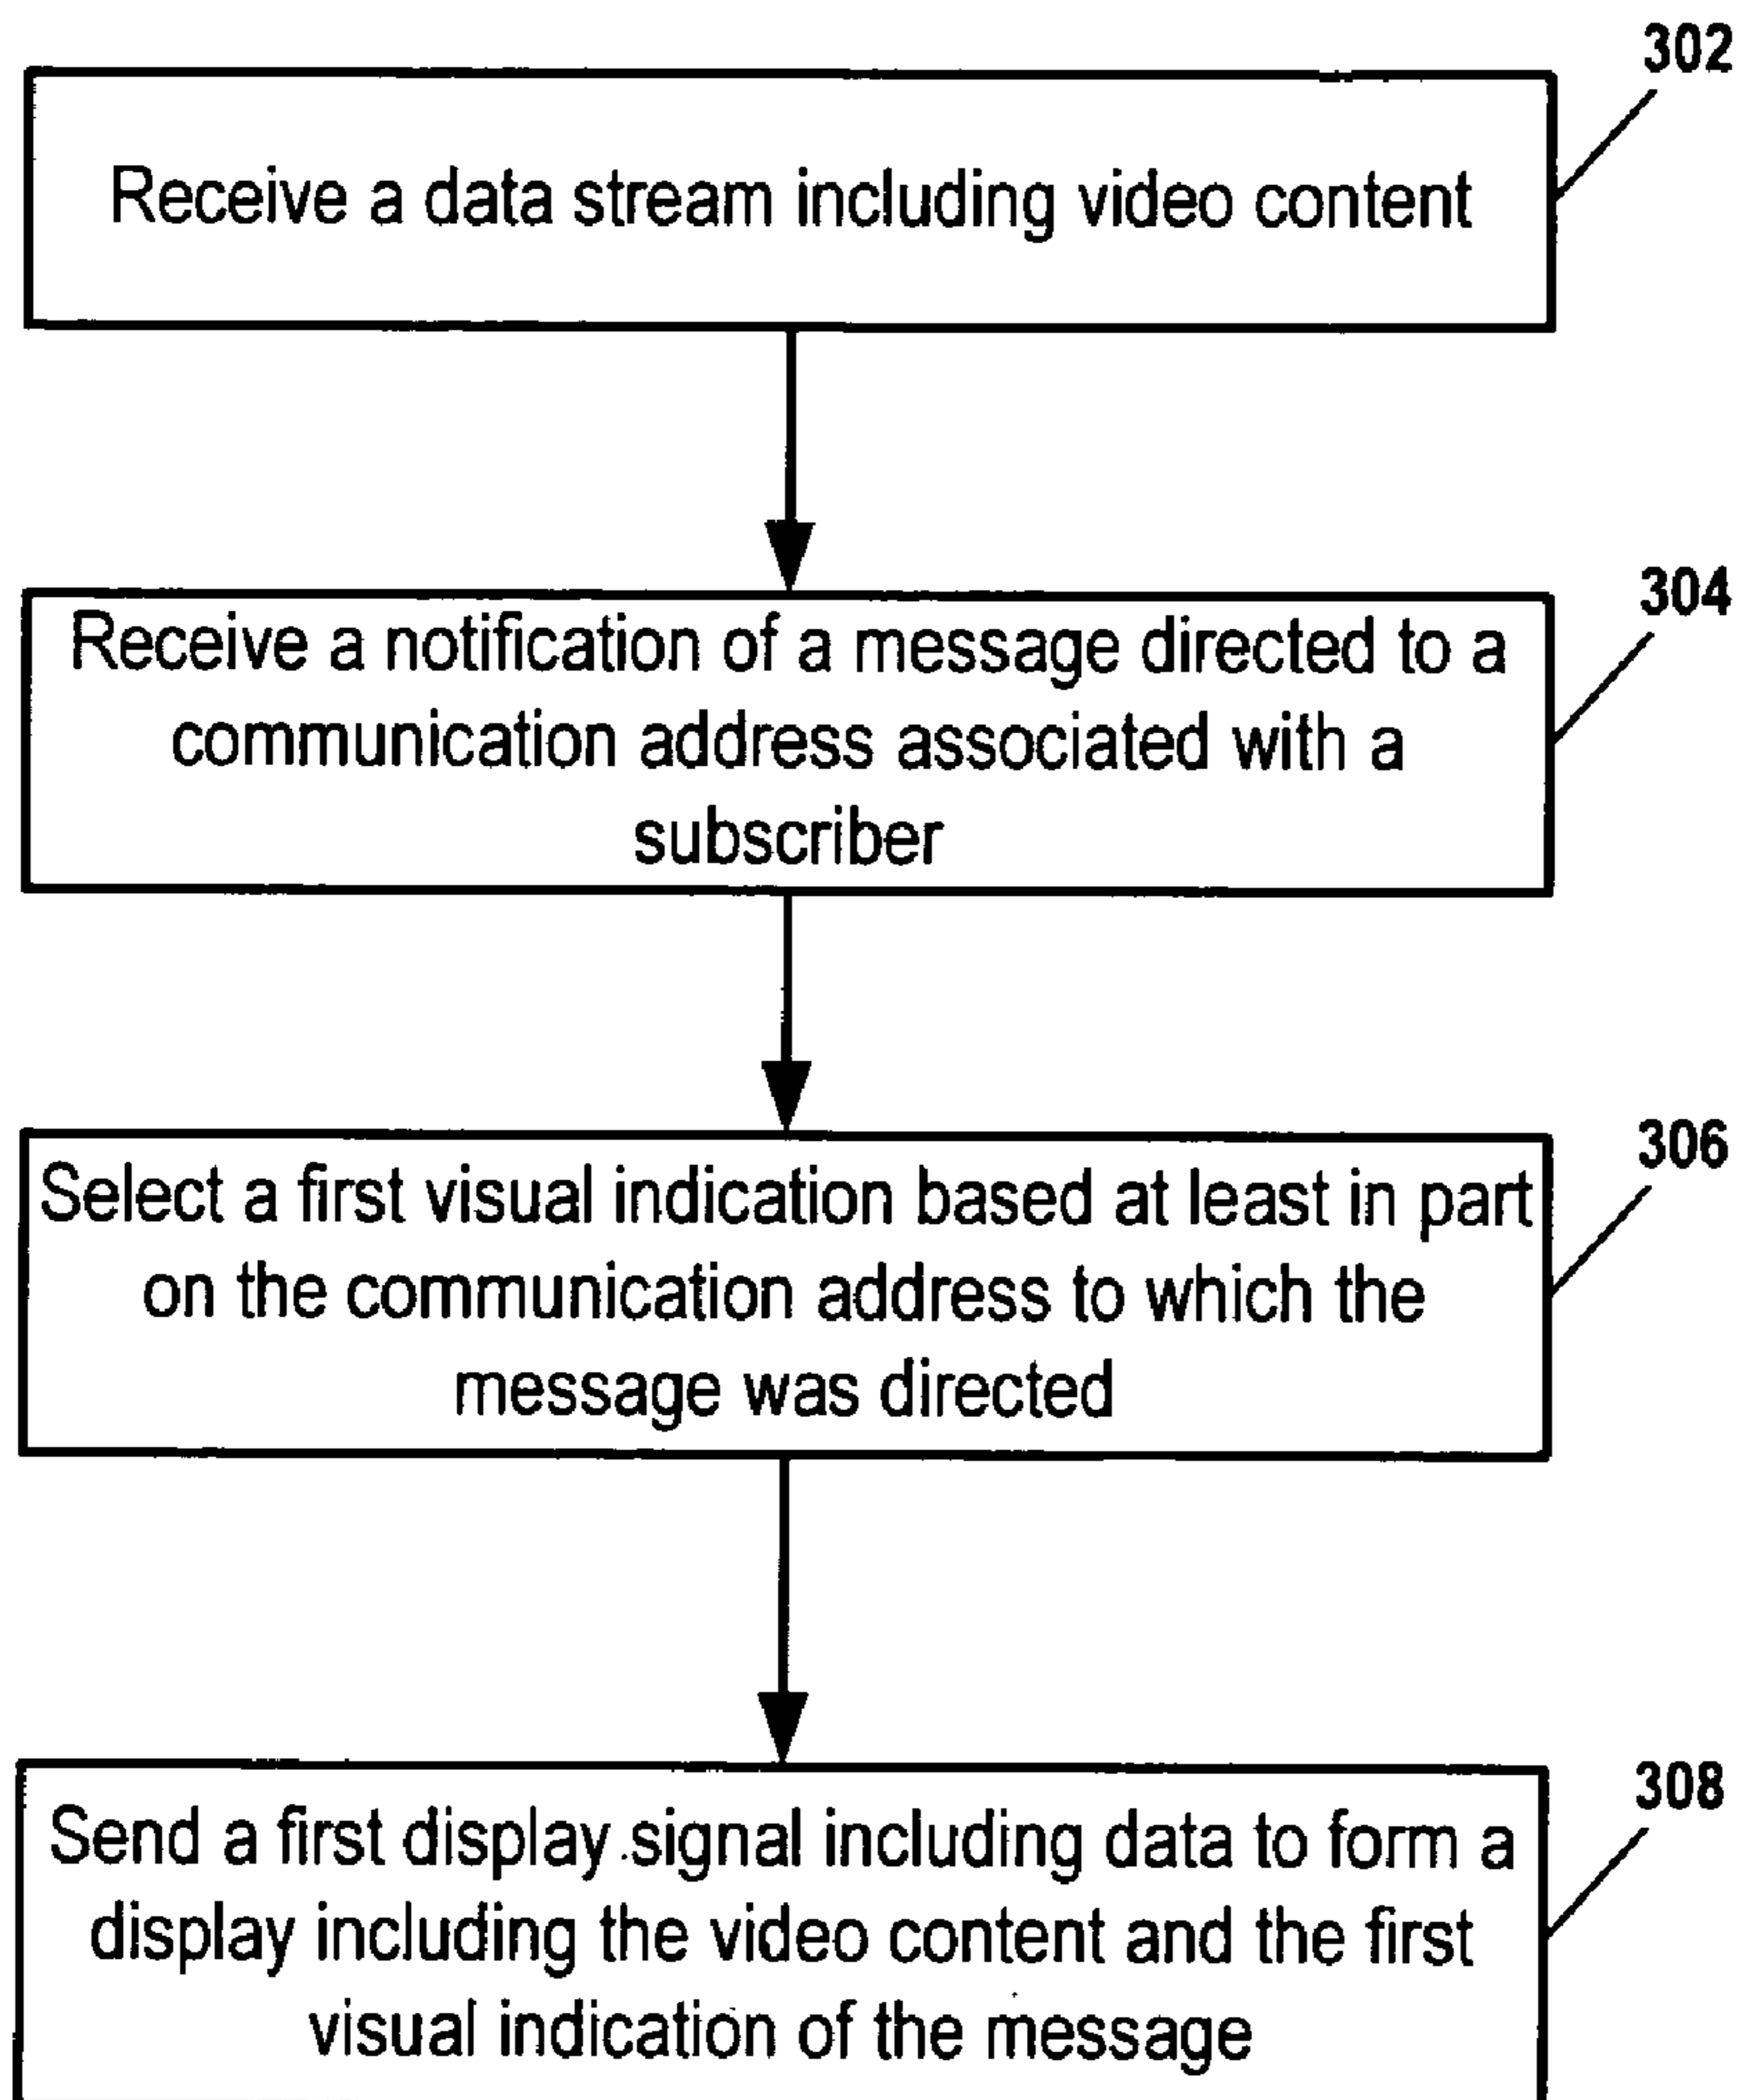 302
Receive a data stream including video content
304
Receive a notification of a message directed to a
communication address associated with a
subscriber
306
Select a first visual indication based at least in part
on the communication address to which the
message was directed
308
Send a first display signal including data to form a
display including the video content and the first
visual indication of the message